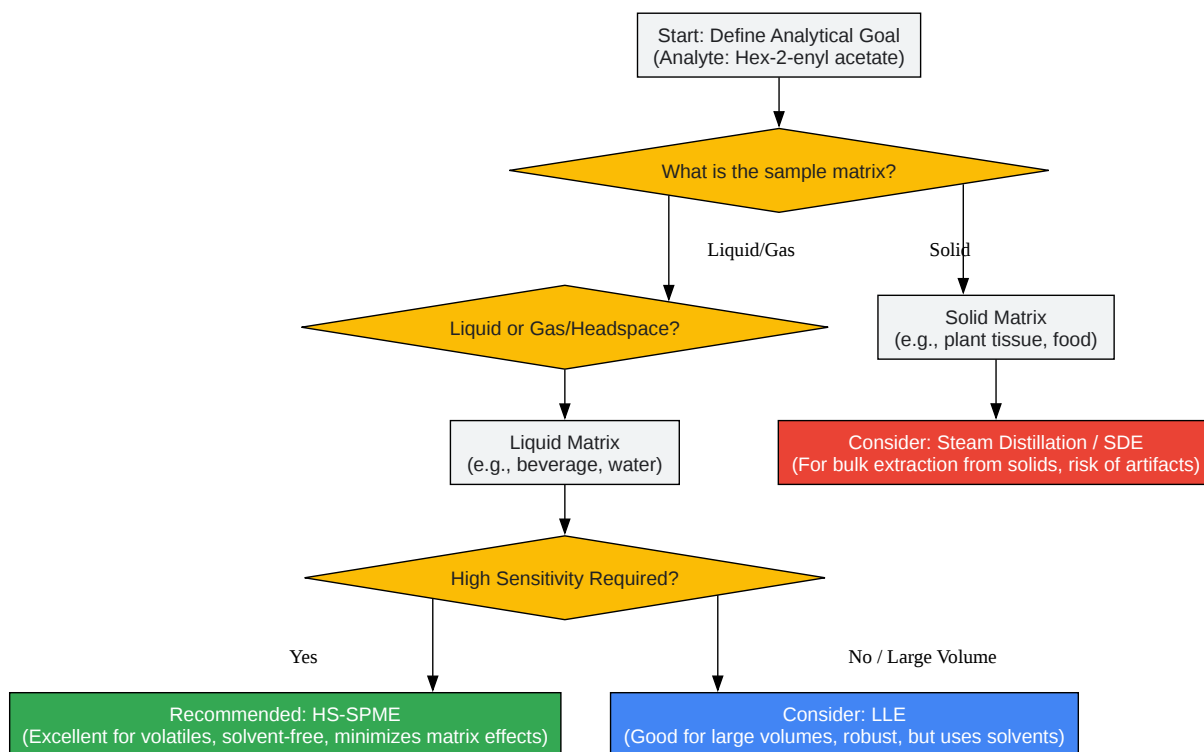 Start: Define Analytical Goal
(Analyte: Hex-2-enyl acetate)
What is the sample matrix?
Liquid/Gas
Solid
Liquid or Gas/Headspace?
Solid Matrix
(e.g., plant tissue, food)
Liquid Matrix
(e.g., beverage, water)
Consider: Steam Distillation / SDE
(For bulk extraction from solids, risk of artifacts)
High Sensitivity Required?
Yes
No / Large Volume
Recommended: HS-SPME
(Excellent for volatiles, solvent-free, minimizes matrix effects)
Consider: LLE
(Good for large volumes, robust, but uses solvents)